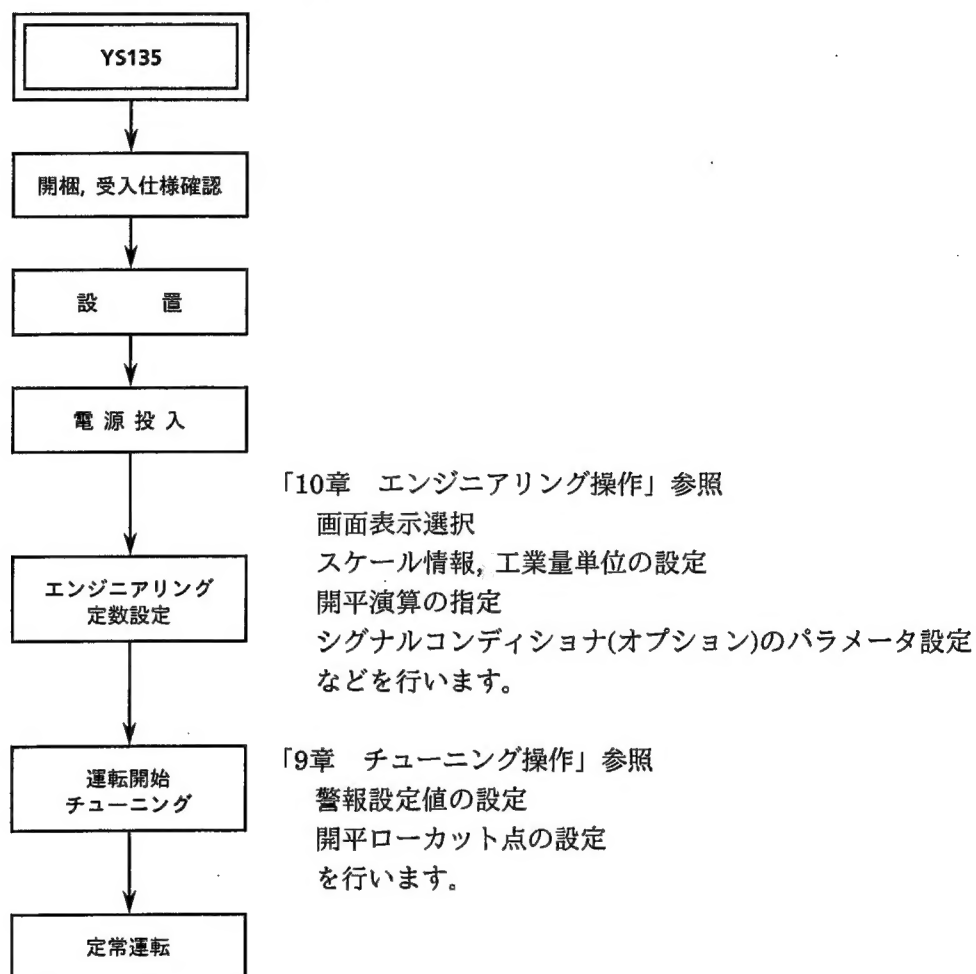 YS135
開梱, 受入仕様確認
設 置
電 源 投 入
「10章 エンジニアリング操作」参照
画面表示選択
スケール情報, 工業量単位の設定
開平演算の指定
シグナルコンディショナ(オプション)のパラメータ設定
などを行います。
エンジニアリング
定数設定
「9章 チューニング操作」参照
警報設定値の設定
開平ローカット点の設定
を行います。
運転開始
チューニング
定常運転